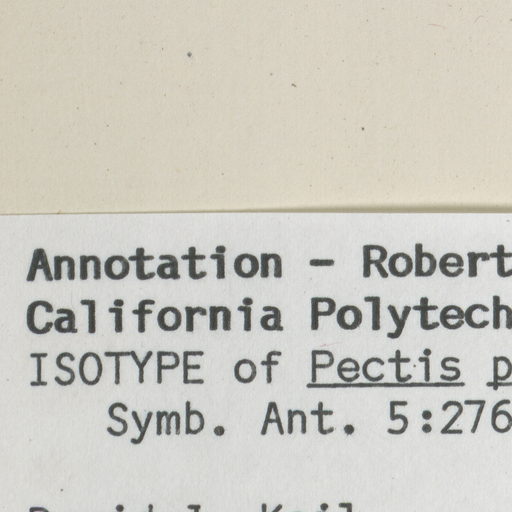 Annotation - Robert
California Polytech
ISOTYPE of Pectis p
Symb. Ant. 5:276